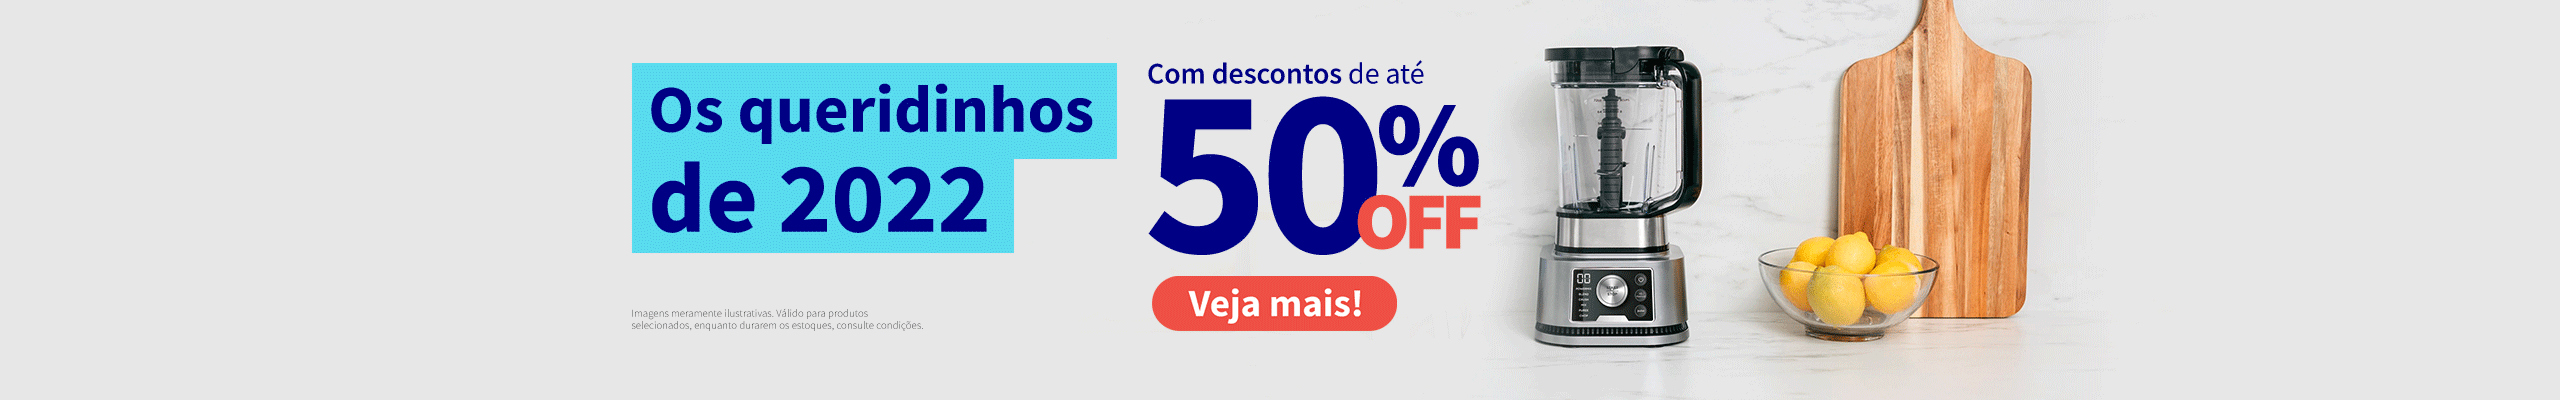 Os queridinhos
de 2022
Com descontos de até
50%
OFF
Veja mais!
Imagens meramente ilustrativas. Válido para produtos
selecionados, enquanto durarem os estoques, consulte condições.